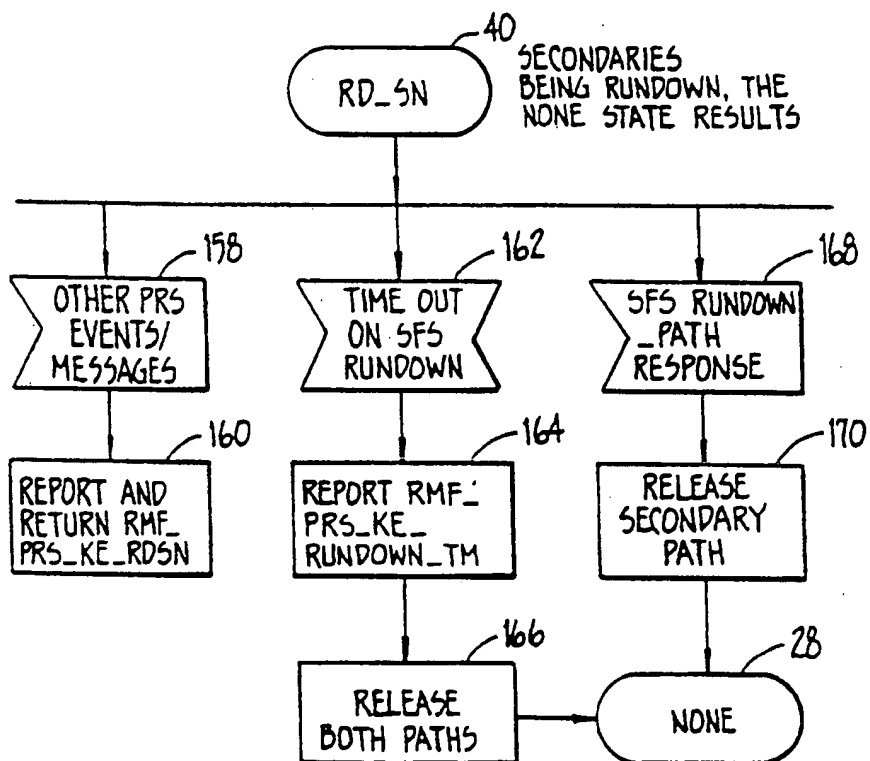 40
RD_SN
SECONDARIES
BEING RUNDOWN, THE
NONE STATE RESULTS
158
OTHER PRS
EVENTS/
MESSAGES
162
TIME OUT
ON SFS
RUNDOWN
168
SFS RUNDOWN
_PATH
RESPONSE
160
REPORT AND
RETURN RMF_
PRS_KE_RDSN
164
REPORT RMF_
PRS_KE_
RUNDOWN_TM
170
RELEASE
SECONDARY
PATH
166
RELEASE
BOTH PATHS
28
NONE